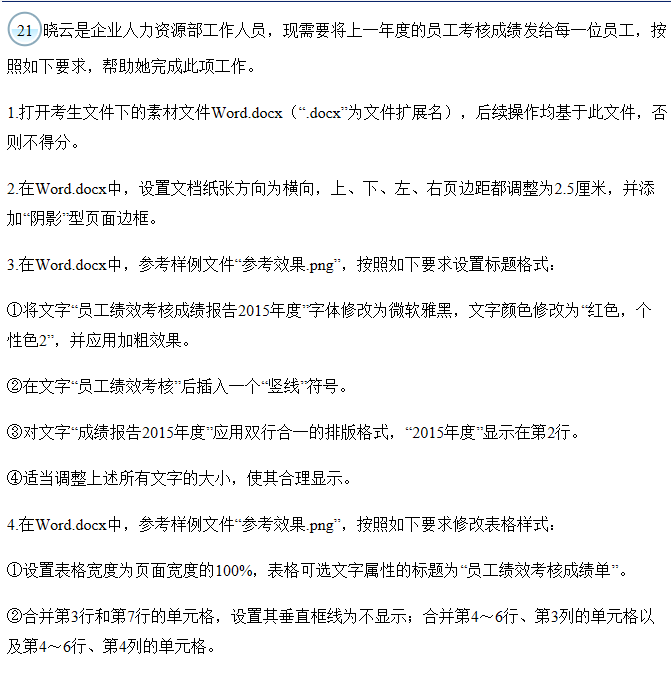 21 晓云是企业人力资源部工作人员，现需要将上一年度的员工考核成绩发给每一位员工，按
照如下要求，帮助她完成此项工作。
1.打开考生文件下的素材文件Word.docx（“.docx”为文件扩展名），后续操作均基于此文件，否
则不得分。
2.在Word.docx中，设置文档纸张方向为横向，上、下、左、右页边距都调整为2.5厘米，并添
加“阴影”型页面边框。
3.在Word.docx中，参考样例文件“参考效果.png”，按照如下要求设置标题格式：
①将文字“员工绩效考核成绩报告2015年度”字体修改为微软雅黑，文字颜色修改为“红色，个
性色2”，并应用加粗效果。
②在文字“员工绩效考核”后插入一个“竖线”符号。
③对文字“成绩报告2015年度”应用双行合一的排版格式，“2015年度”显示在第2行。
④适当调整上述所有文字的大小，使其合理显示。
4.在Word.docx中，参考样例文件“参考效果.png”，按照如下要求修改表格样式：
①设置表格宽度为页面宽度的100%，表格可选文字属性的标题为“员工绩效考核成绩单”。
②合并第3行和第7行的单元格，设置其垂直框线为不显示；合并第4～6行、第3列的单元格以
及第4～6行、第4列的单元格。